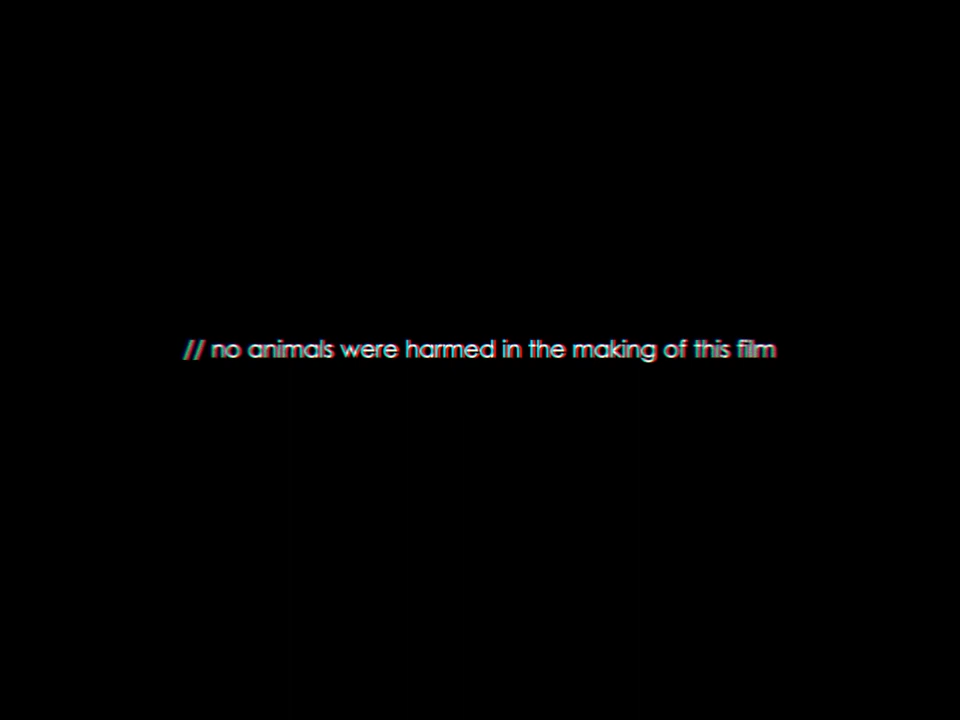 // no animals were harmed in the making of this film